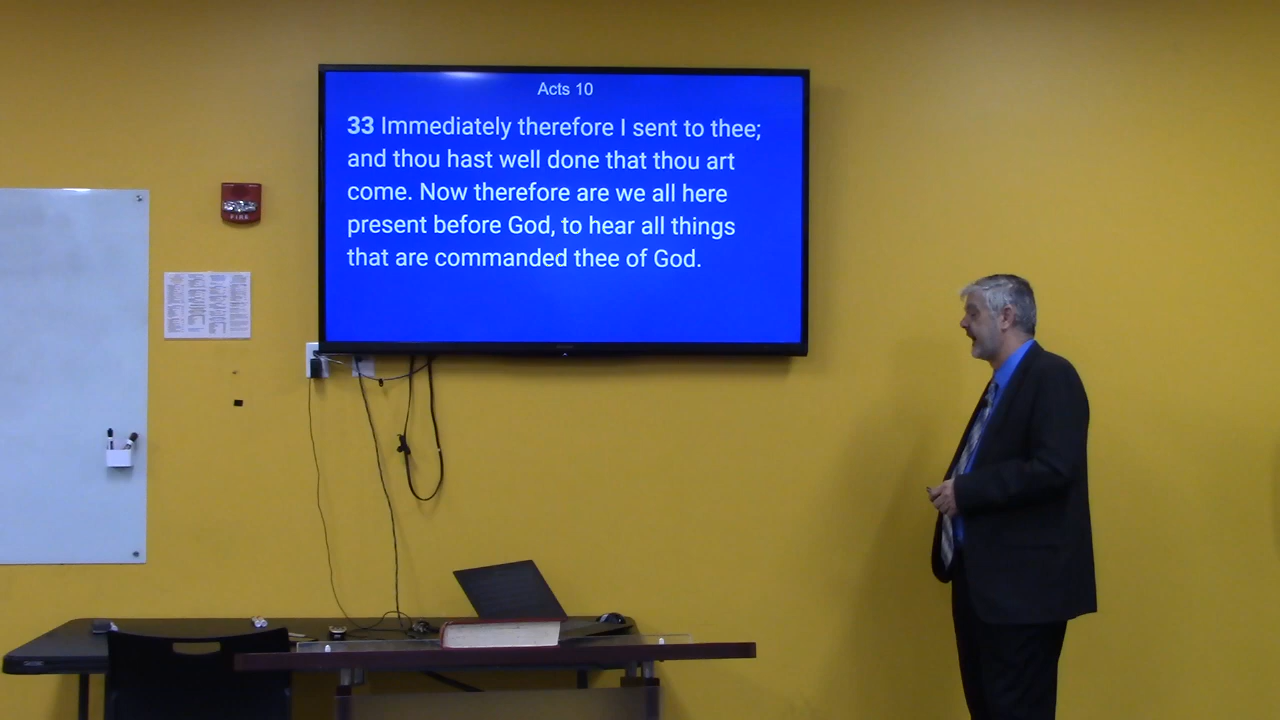 Acts 10
33 Immediately therefore I sent to thee;
and thou hast well done that thou art
come. Now therefore are we all here
present before God, to hear all things
that are commanded thee of God.
FIRE